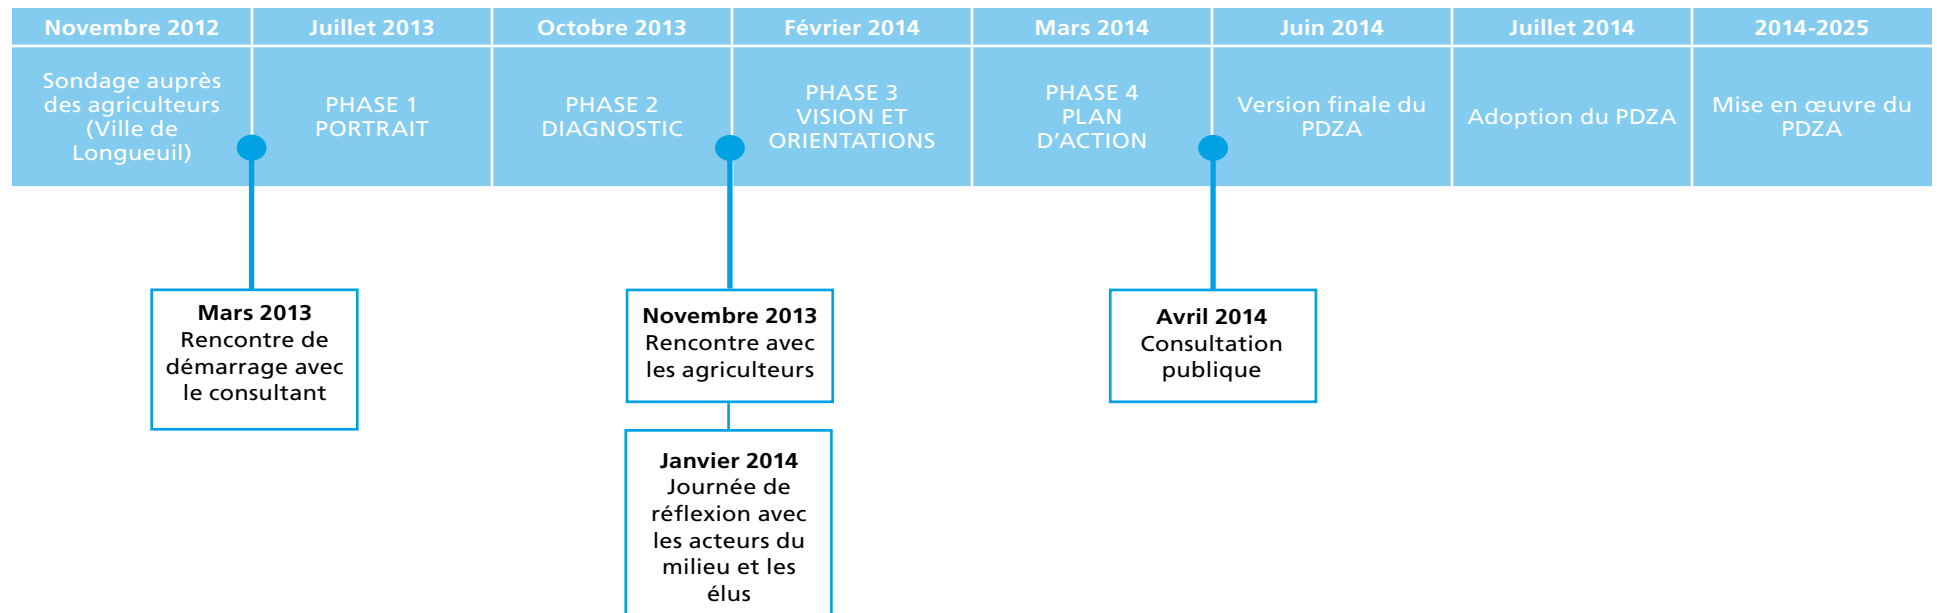 Novembre 2012
Juillet 2013
Octobre 2013
Février 2014
Mars 2014
Juin 2014
Juillet 2014
2014-2025
Sondage auprès
des agriculteurs
(Ville de
Longueuil)
PHASE 1
PORTRAIT
PHASE 2
DIAGNOSTIC
PHASE 3
VISION ET
ORIENTATIONS
PHASE 4
PLAN
D’ACTION
Version finale du
PDZA
Adoption du PDZA
Mise en œuvre du
PDZA
Mars 2013
Rencontre de
démarrage avec
le consultant
Novembre 2013
Rencontre avec
les agriculteurs
Janvier 2014
Journée de
réflexion avec
les acteurs du
milieu et les
élus
Avril 2014
Consultation
publique